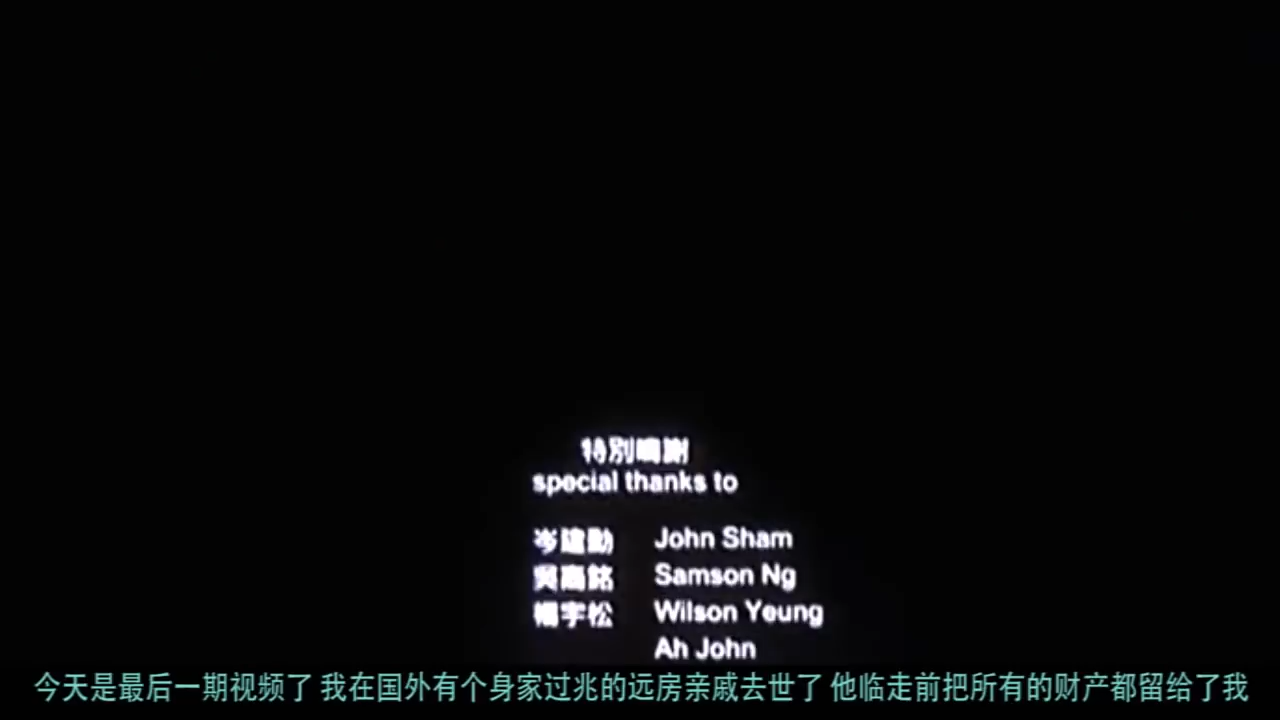 特別鳴謝
special thanks to
岑建勳 John Sham
吳高銘 Samson Ng
楊宇松 Wilson Yeung
Ah John
今天是最后一期视频了 我在国外有个身家过兆的远房亲戚去世了 他临走前把所有的财产都留给了我